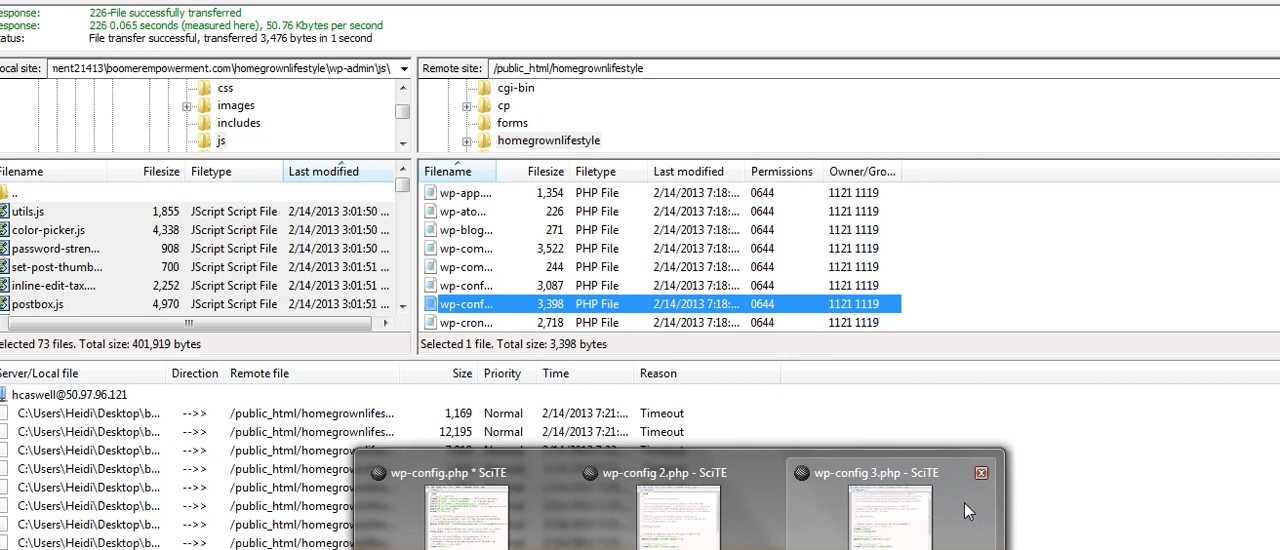 esponse: 226-File successfully transferred
esponse: 226 0.065 seconds (measured here), 50.76 Kbytes per second
tatus: File transfer successful, transferred 3,476 bytes in 1 second
ocal site: ment21413\boomerempowerment.com\homegrownlifestyle\wp-admin\js\
Remote site: /public_html/homegrownlifestyle
css
images
includes
js
cgi-bin
cp
forms
homegrownlifestyle
ilename Filesize Filetype Last modified
..
utils.js 1,855 JScript Script File 2/14/2013 3:01:50 ...
color-picker.js 4,338 JScript Script File 2/14/2013 3:01:50 ...
password-stren... 908 JScript Script File 2/14/2013 3:01:50 ...
set-post-thumb... 700 JScript Script File 2/14/2013 3:01:51 ...
inline-edit-tax.... 2,252 JScript Script File 2/14/2013 3:01:51 ...
postbox.js 4,970 JScript Script File 2/14/2013 3:01:51 ...
elected 73 files. Total size: 401,919 bytes
Filename Filesize Filetype Last modified Permissions Owner/Gro...
wp-app.... 1,354 PHP File 2/14/2013 7:18:... 0644 1121 1119
wp-ato... 226 PHP File 2/14/2013 7:18:... 0644 1121 1119
wp-blog... 271 PHP File 2/14/2013 7:18:... 0644 1121 1119
wp-com... 3,522 PHP File 2/14/2013 7:18:... 0644 1121 1119
wp-com... 244 PHP File 2/14/2013 7:18:... 0644 1121 1119
wp-conf... 3,087 PHP File 2/14/2013 7:18:... 0644 1121 1119
wp-conf... 3,398 PHP File 2/14/2013 7:18:... 0644 1121 1119
wp-cron... 2,718 PHP File 2/14/2013 7:18:... 0644 1121 1119
Selected 1 file. Total size: 3,398 bytes
Server/Local file Direction Remote file Size Priority Time Reason
hcaswell@50.97.96.121
C:\Users\Heidi\Desktop\b... -->> /public_html/homegrownlifes... 1,169 Normal 2/14/2013 7:21:... Timeout
C:\Users\Heidi\Desktop\b... -->> /public_html/homegrownlifes... 12,195 Normal 2/14/2013 7:21:... Timeout
C:\Users\Heidi\Desktop\b... -->> /public_html/homegrownlifes... Normal Timeout
C:\Users\Heidi\Desktop\b... -->> /public_html/homegrown
C:\Users\Heidi\Desktop\b... -->> /public_html/homegrown
C:\Users\Heidi\Desktop\b... -->> /public_html/homegrown
C:\Users\Heidi\Desktop\b... -->> /public_html/homegrown
C:\Users\Heidi\Desktop\b... -->> /public_html/homegrown
wp-config.php * SciTE
wp-config 2.php - SciTE
wp-config 3.php - SciTE